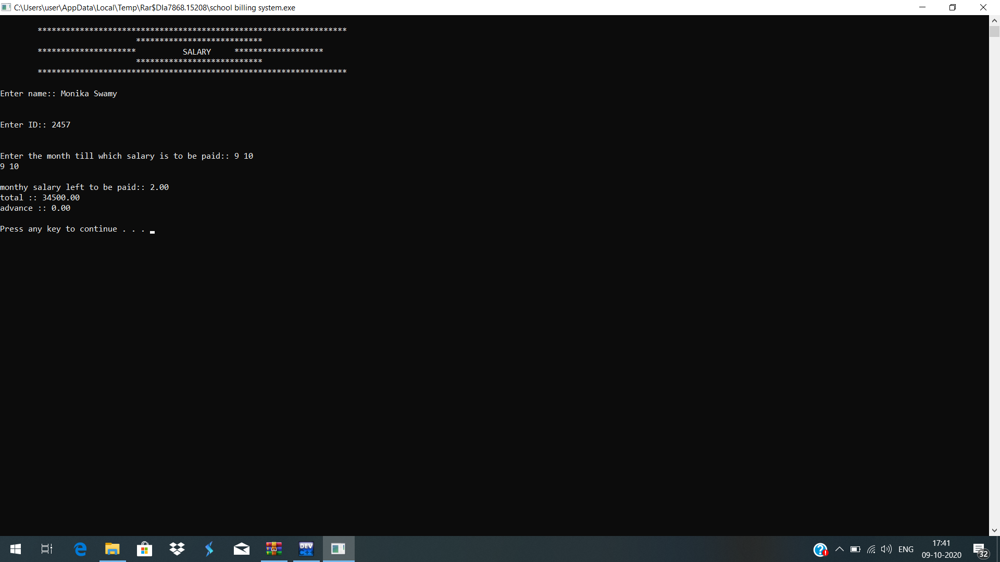 C:\Users\user\AppData\Local\Temp\Rar$DIa7868.15208\school billing system.exe
******************************************************************
***************************
********************* SALARY *******************
***************************
******************************************************************
Enter name:: Monika Swamy
Enter ID:: 2457
Enter the month till which salary is to be paid:: 9 10
9 10
monthy salary left to be paid:: 2.00
total :: 34500.00
advance :: 0.00
Press any key to continue . . .
DEV
C++
ENG
17:41
09-10-2020
32